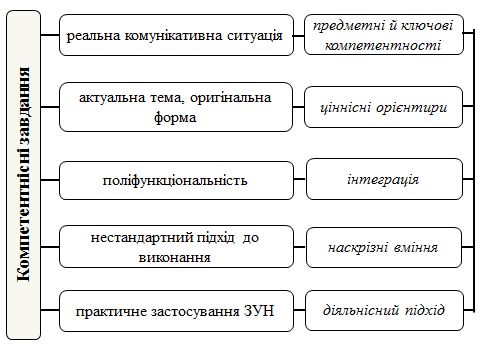 Компетентнісні завдання
реальна комунікативна ситуація
предметні й ключові
компетентності
актуальна тема, оригінальна
форма
ціннісні орієнтири
поліфункціональність
інтеграція
нестандартний підхід до
виконання
наскрізні вміння
практичне застосування ЗУН
діяльнісний підхід